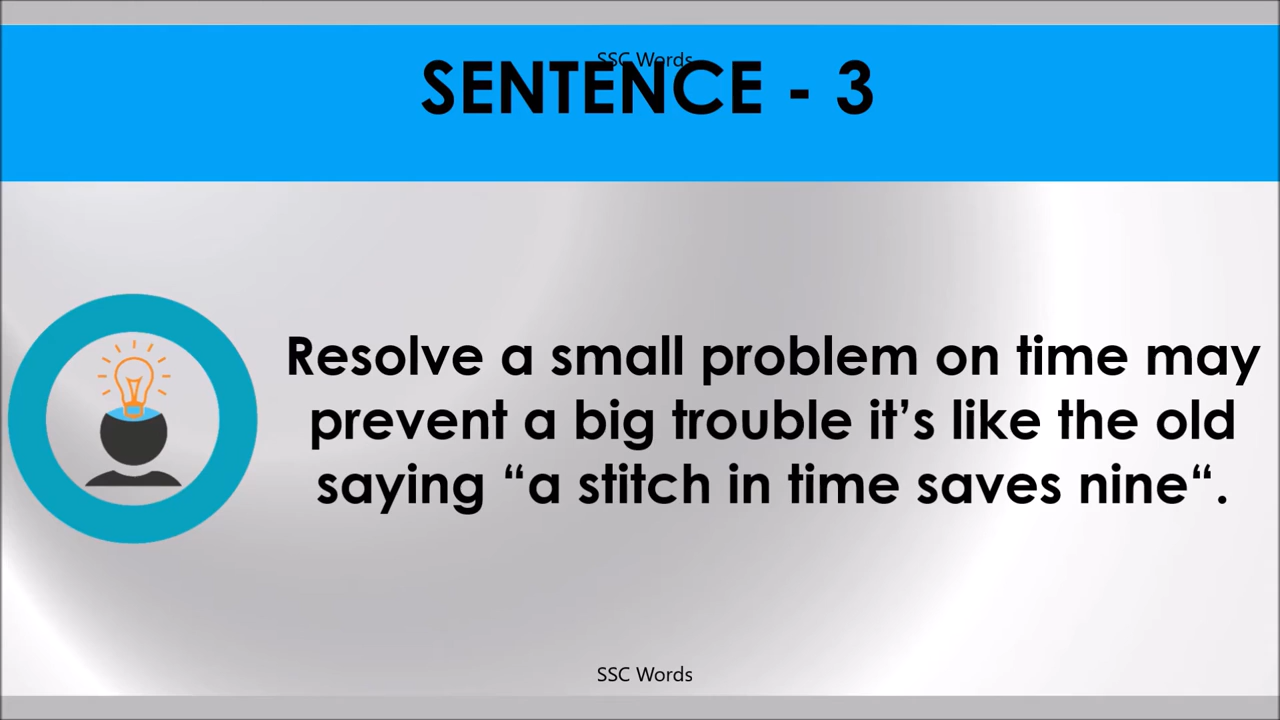 SSC Words
SENTENCE - 3
Resolve a small problem on time may
prevent a big trouble it’s like the old
saying “a stitch in time saves nine“.
SSC Words